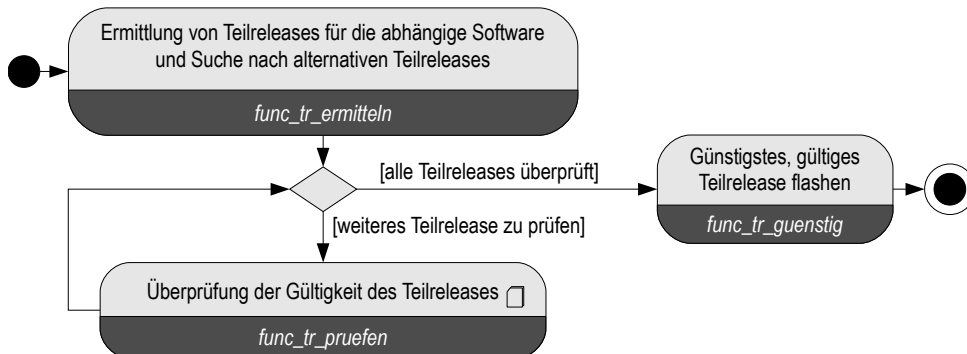 Ermittlung von Teilreleases für die abhängige Software
und Suche nach alternativen Teilreleases
func_tr_ermitteln
[alle Teilreleases überprüft]
Günstigstes, gültiges
Teilrelease flashen
func_tr_guenstig
[weiteres Teilrelease zu prüfen]
Überprüfung der Gültigkeit des Teilreleases
func_tr_pruefen